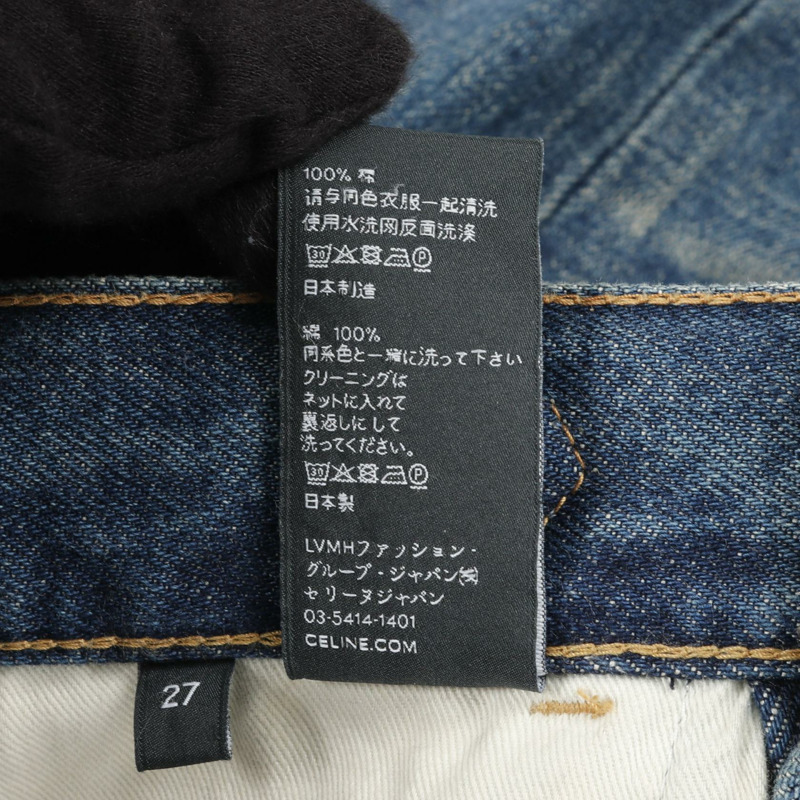 100% 棉
请与同色衣服一起清洗
使用水洗网反面洗涤
30 P
日本制造
綿 100%
同系色と一緒に洗って下さい
クリーニングは
ネットに入れて
裏返しにして
洗ってください。
30 P
日本製
LVMHファッション・
グループ・ジャパン㈱
セリーヌジャパン
03-5414-1401
CELINE.COM
27